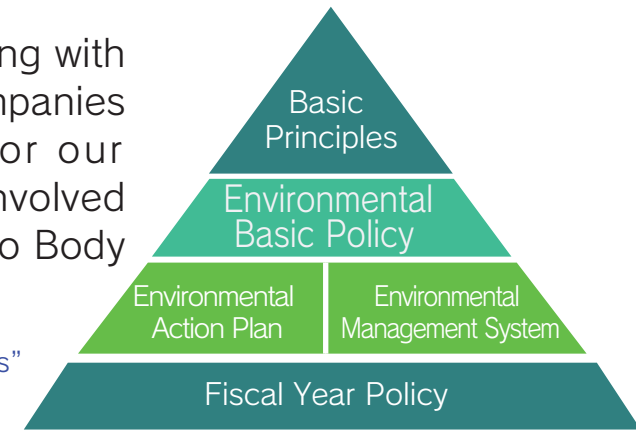 ng with
mpanies
or our
nvolved
o Body
s”
Basic
Principles
Environmental
Basic Policy
Environmental
Action Plan
Environmental
Management System
Fiscal Year Policy